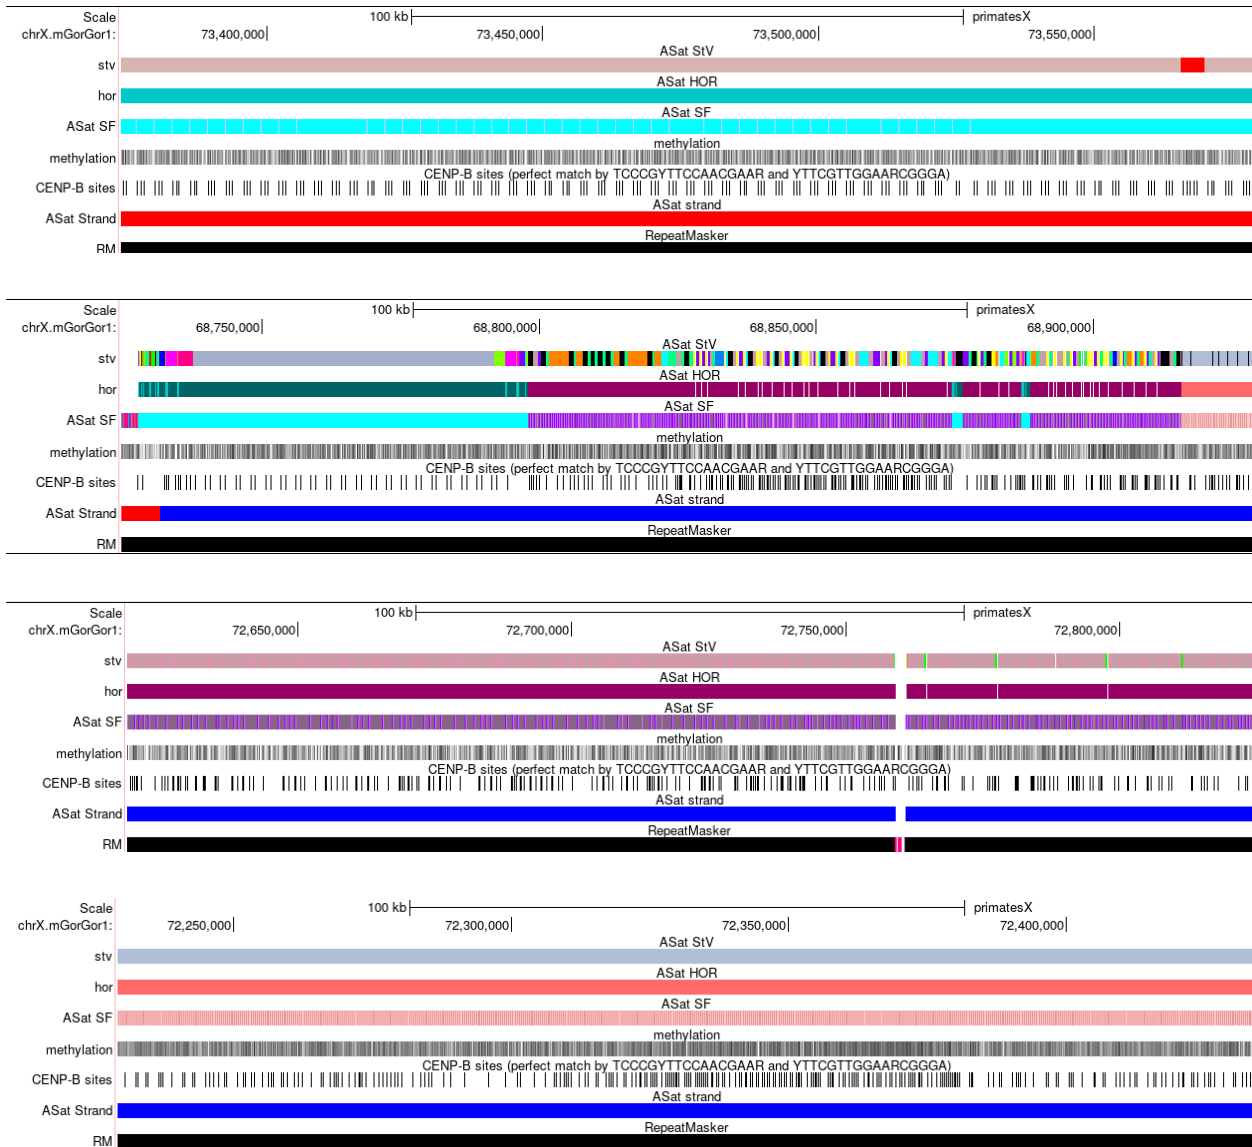 Scale 100 kb primatesX
chrX.mGorGor1: 73,400,000 73,450,000 73,500,000 73,550,000
ASat StV
stv
ASat HOR
hor
ASat SF
ASat SF
methylation
methylation
CENP-B sites (perfect match by TCCCGYTTCCAACGAAR and YTTCGTTGGAARCGGGA)
CENP-B sites
ASat strand
ASat Strand
RepeatMasker
RM
Scale 100 kb primatesX
chrX.mGorGor1: 68,750,000 68,800,000 68,850,000 68,900,000
ASat StV
stv
ASat HOR
hor
ASat SF
ASat SF
methylation
methylation
CENP-B sites (perfect match by TCCCGYTTCCAACGAAR and YTTCGTTGGAARCGGGA)
CENP-B sites
ASat strand
ASat Strand
RepeatMasker
RM
Scale 100 kb primatesX
chrX.mGorGor1: 72,650,000 72,700,000 72,750,000 72,800,000
ASat StV
stv
ASat HOR
hor
ASat SF
ASat SF
methylation
methylation
CENP-B sites (perfect match by TCCCGYTTCCAACGAAR and YTTCGTTGGAARCGGGA)
CENP-B sites
ASat strand
ASat Strand
RepeatMasker
RM
Scale 100 kb primatesX
chrX.mGorGor1: 72,250,000 72,300,000 72,350,000 72,400,000
ASat StV
stv
ASat HOR
hor
ASat SF
ASat SF
methylation
methylation
CENP-B sites (perfect match by TCCCGYTTCCAACGAAR and YTTCGTTGGAARCGGGA)
CENP-B sites
ASat strand
ASat Strand
RepeatMasker
RM